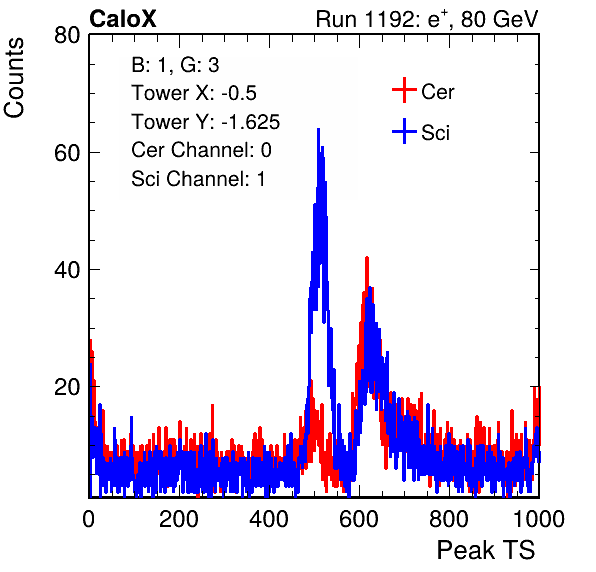 CaloX
Run 1192: e+, 80 GeV
Counts
80
60
40
20
B: 1, G: 3
Tower X: -0.5
Tower Y: -1.625
Cer Channel: 0
Sci Channel: 1
Cer
Sci
0 200 400 600 800 1000
Peak TS